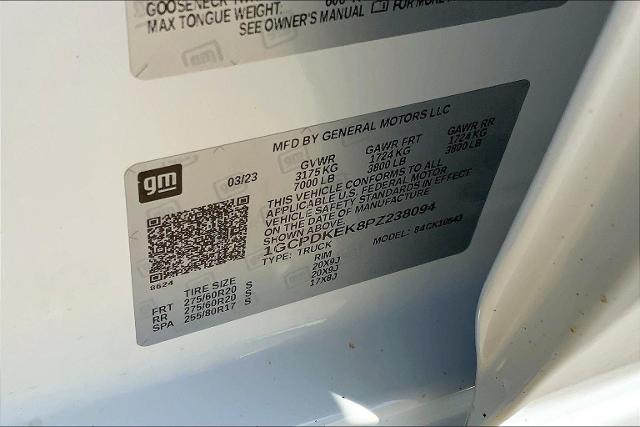 GOOSENECK
MAX TONGUE WEIGHT.
SEE OWNER'S MANUAL FOR MORE
MFD BY GENERAL MOTORS LLC
gm
03/23
GVWR GAWR FRT GAWR RR
3175 KG 1724 KG 1724 KG
7000 LB 3800 LB 3800 LB
THIS VEHICLE CONFORMS TO ALL
APPLICABLE U.S. FEDERAL MOTOR
VEHICLE SAFETY STANDARDS IN EFFECT
ON THE DATE OF MANUFACTURE
1GCPDKEK8PZ238094
TYPE: TRUCK MODEL: 84CK10543
8624
TIRE SIZE RIM
FRT 275/60R20 S 20X9J
RR 275/60R20 S 20X9J
SPA 255/80R17 S 17X8J